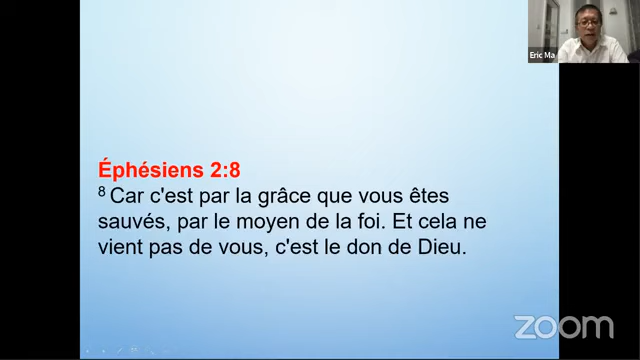 Éphésiens 2:8
8 Car c'est par la grâce que vous êtes
sauvés, par le moyen de la foi. Et cela ne
vient pas de vous, c'est le don de Dieu.
Eric Ma
zoom